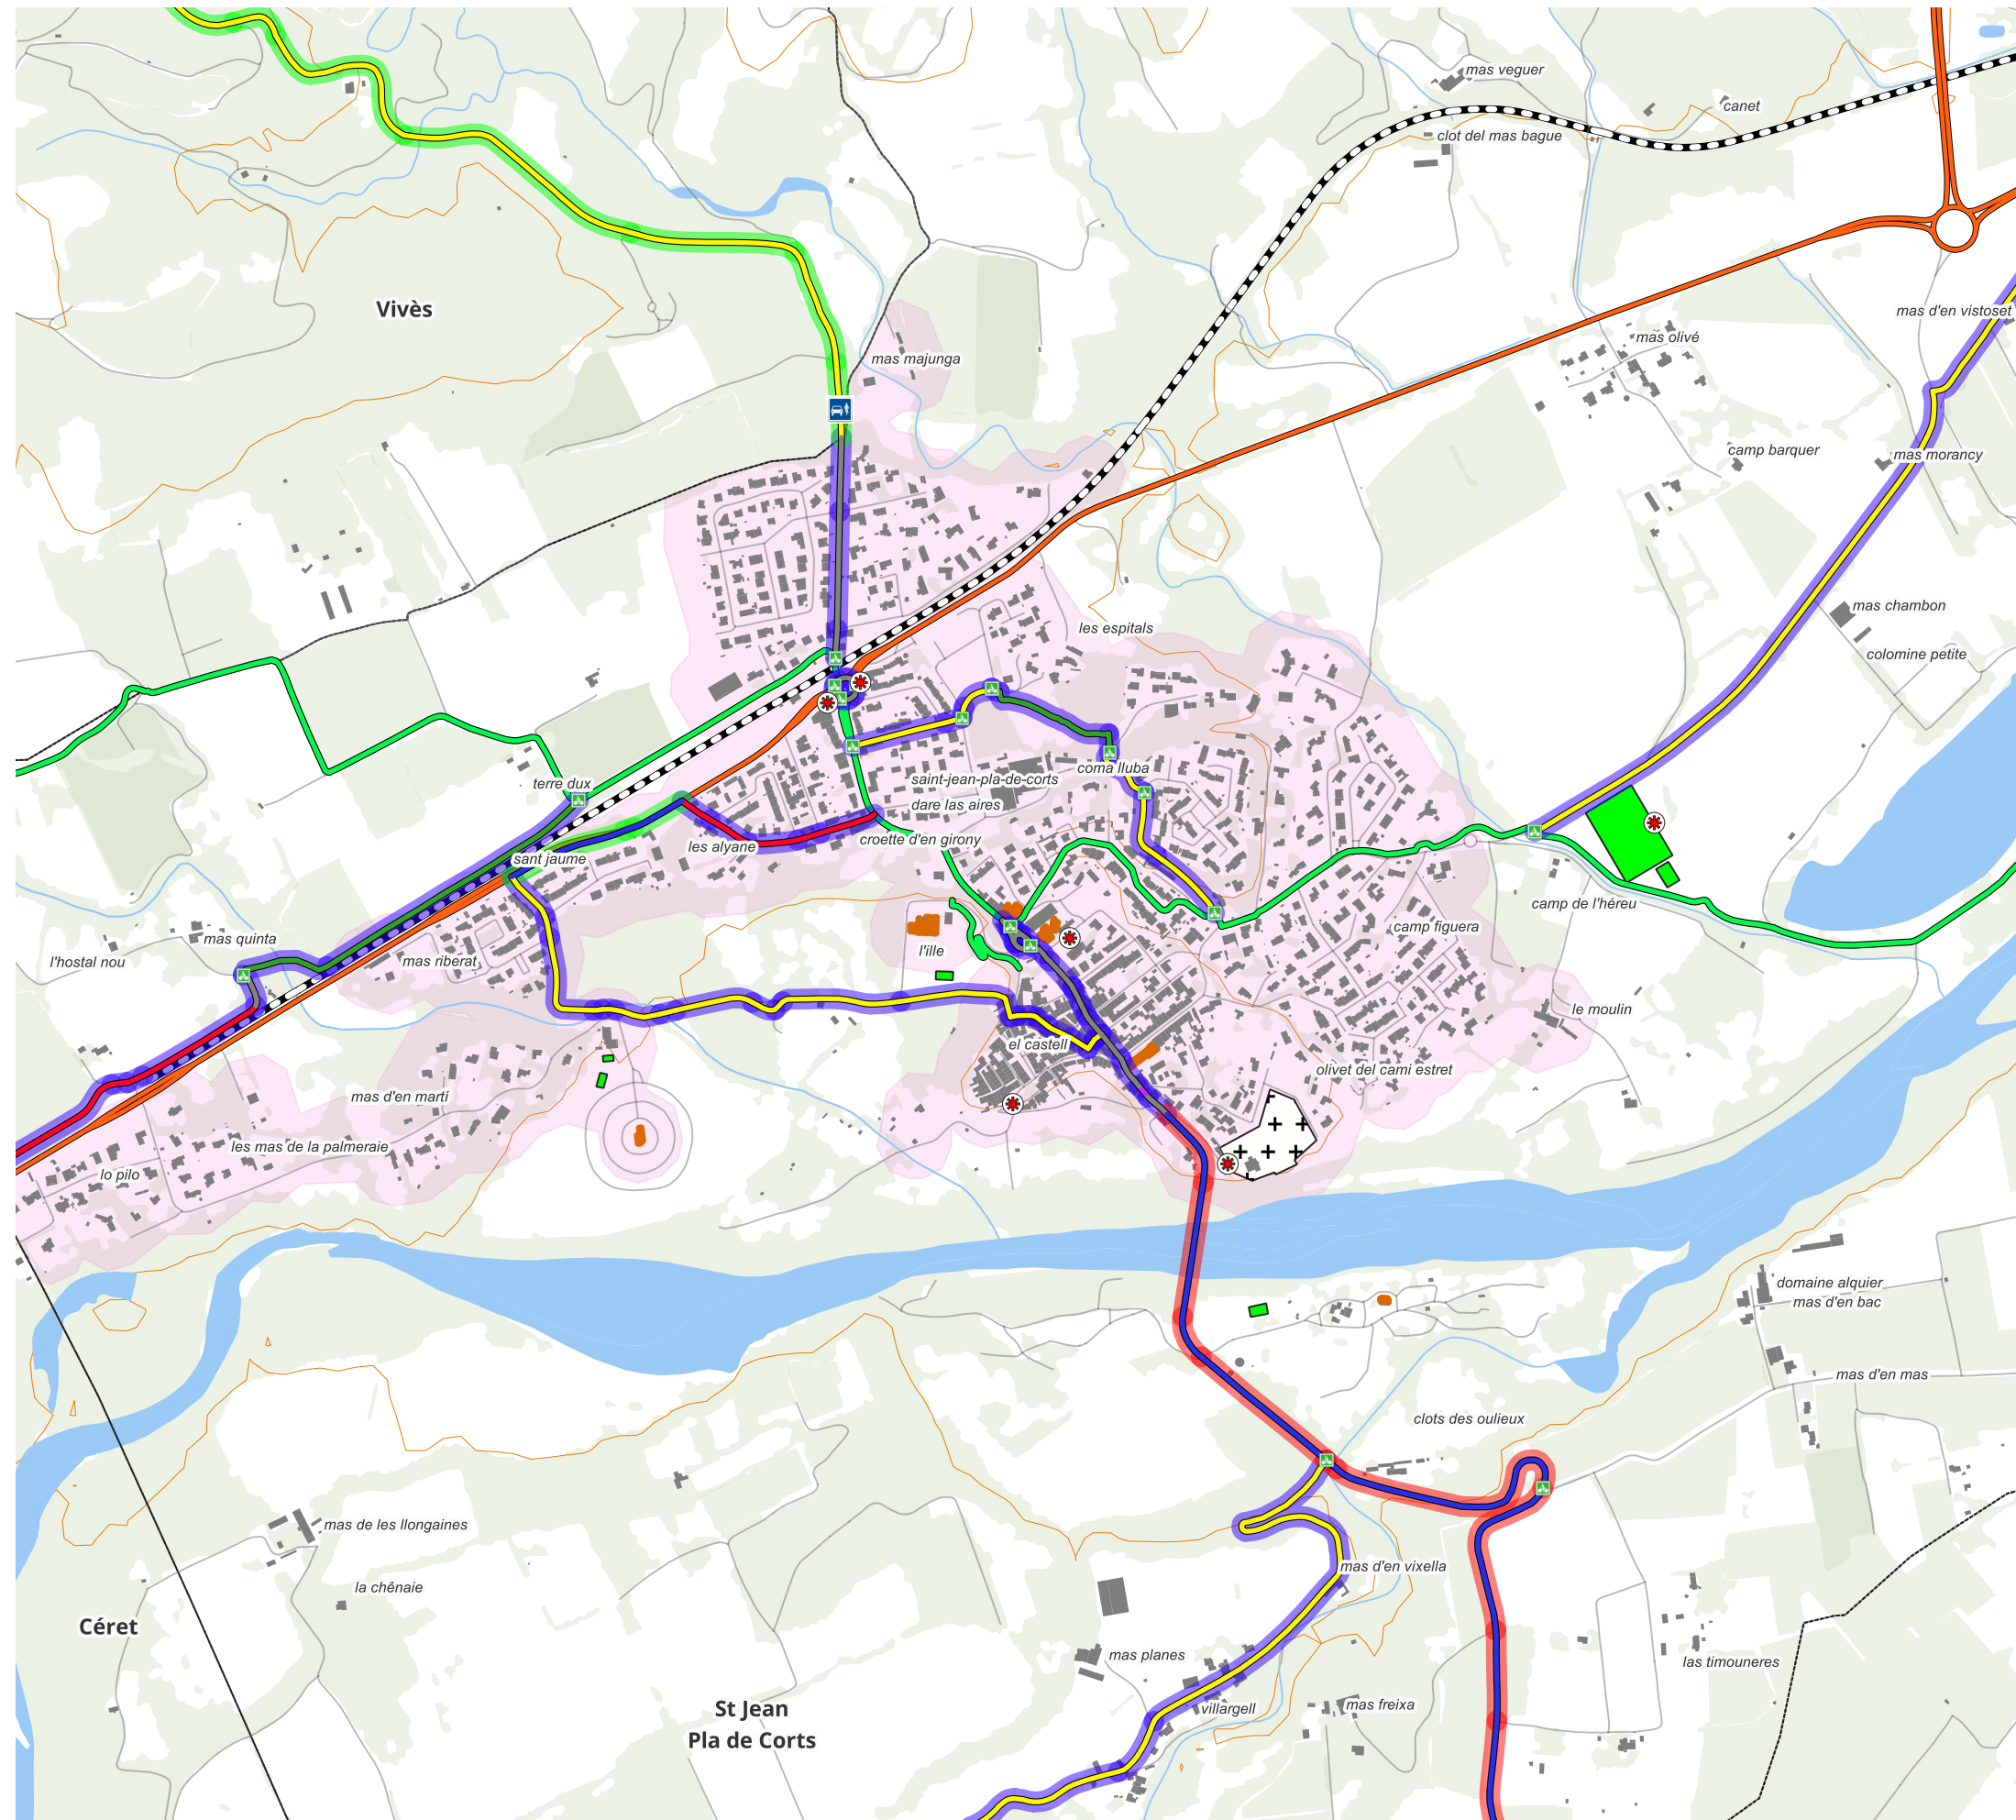 mas veguer
canet
clot del mas bague
Vivès
mas d'en vistoset
mas olivé
mas majunga
camp barquer
mas morancy
mas chambon
les espitals
colomine petite
coma lluba
saint-jean-pla-de-corts
terre dux
dare las aires
croette d'en girony
les alyane
sant jaume
camp de l'héreu
camp figuera
mas quinta
l'ille
l'hostal nou
mas riberat
le moulin
el castell
olivet del cami estret
mas d'en martí
les mas de la palmeraie
lo pilo
domaine alquier
mas d'en bac
mas d'en mas
clots des oulieux
mas de les llongaines
mas d'en vixella
la chênaie
Céret
mas planes
las timouneres
mas freixa
villargell
St Jean
Pla de Corts